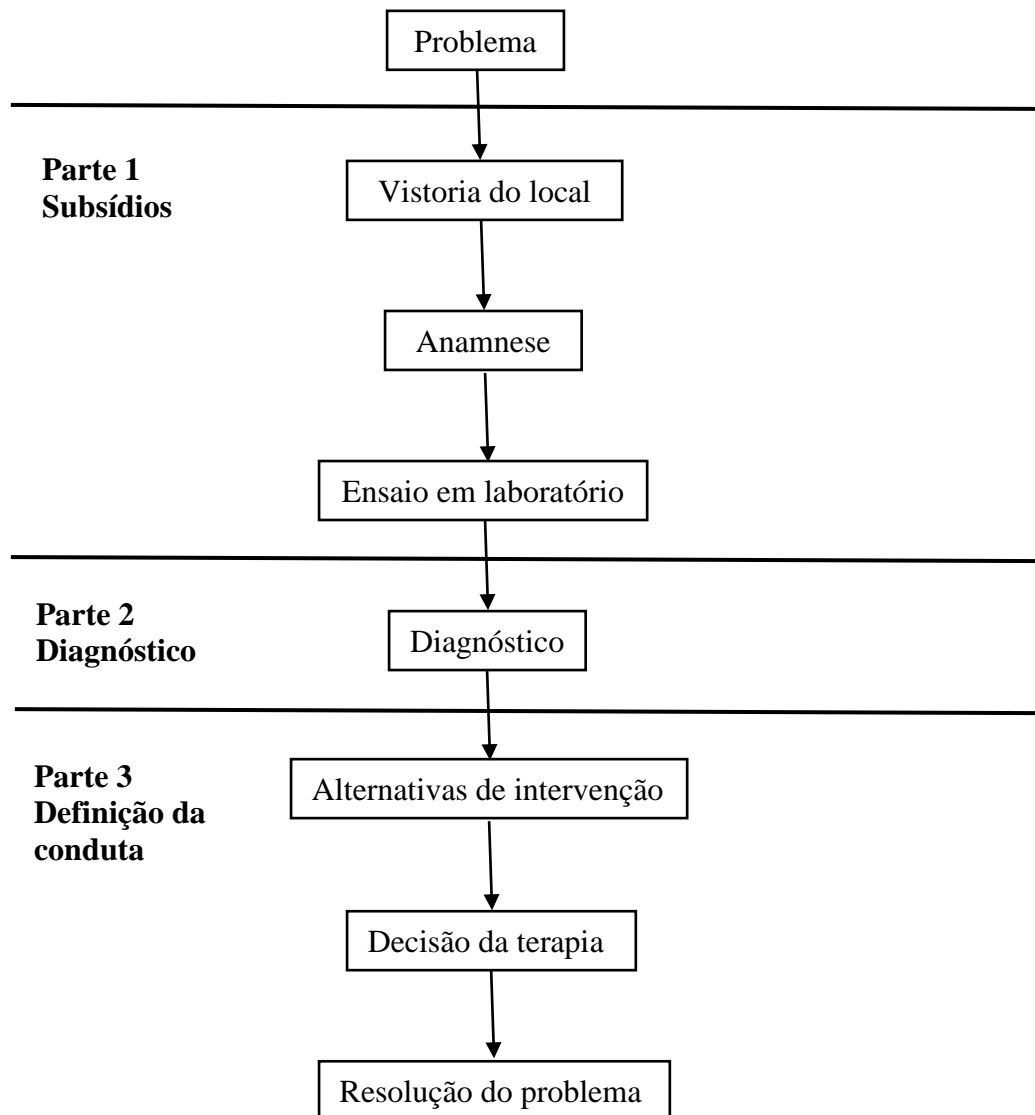 Problema
Parte 1
Subsídios
Vistoria do local
Anamnese
Ensaio em laboratório
Parte 2
Diagnóstico
Diagnóstico
Parte 3
Definição da
conduta
Alternativas de intervenção
Decisão da terapia
Resolução do problema